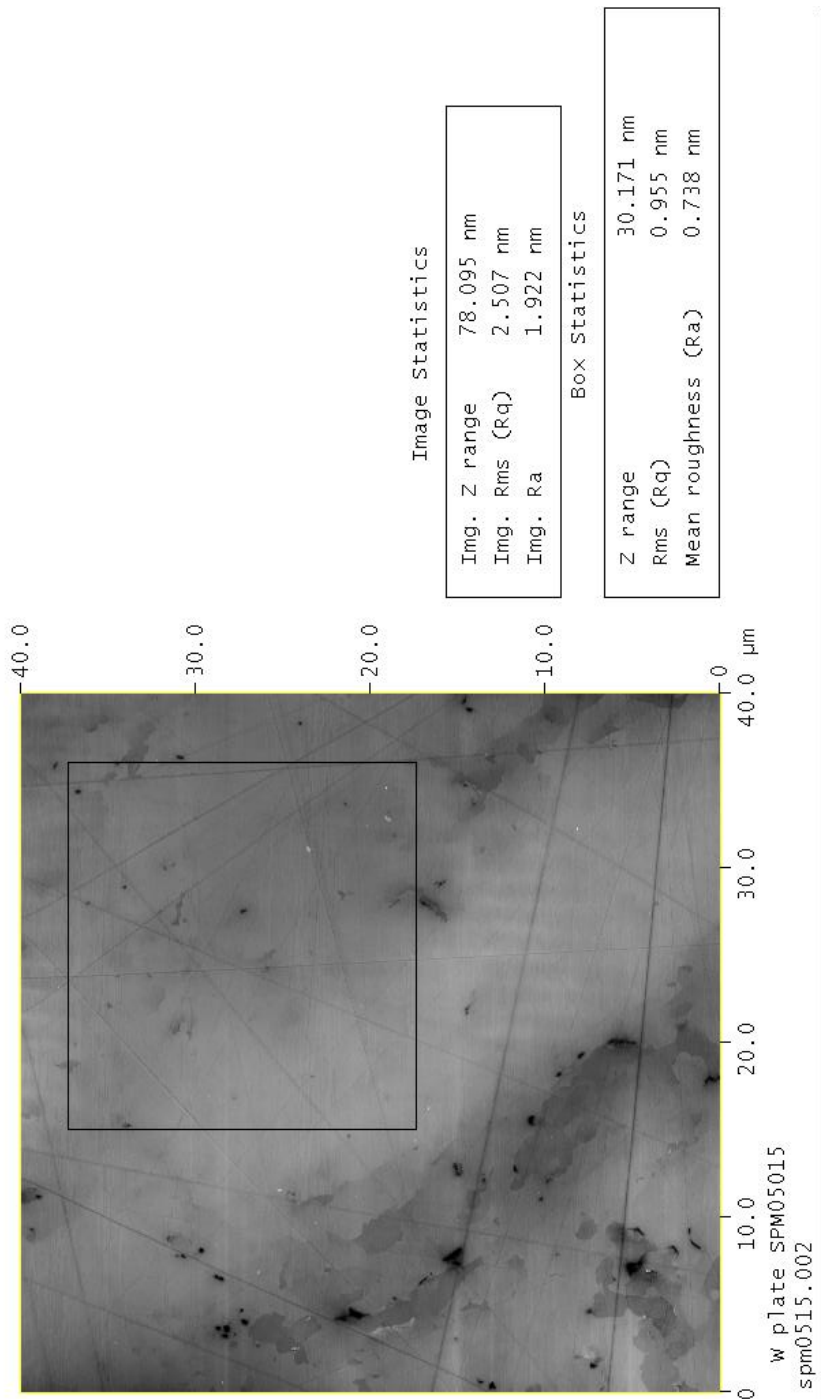 Image Statistics
Img. Z range 78.095 nm
Img. Rms (Rq) 2.507 nm
Img. Ra 1.922 nm
Box Statistics
Z range 30.171 nm
Rms (Rq) 0.955 nm
Mean roughness (Ra) 0.738 nm
40.0
30.0
20.0
10.0
0
0 10.0 20.0 30.0 40.0 µm
W plate SPM05015
spm0515.002